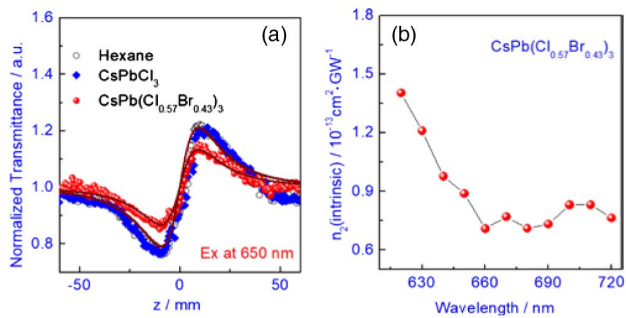 (a)
Hexane
CsPbCl3
CsPb(Cl0.57Br0.43)3
Normalized Transmittance / a.u.
1.6
1.4
1.2
1.0
0.8
Ex at 650 nm
-50
0
50
z / mm
(b)
CsPb(Cl0.57Br0.43)3
n2(intrinsic) / 10-13cm2·GW-1
1.8
1.5
1.2
0.9
0.6
630
660
690
720
Wavelength / nm